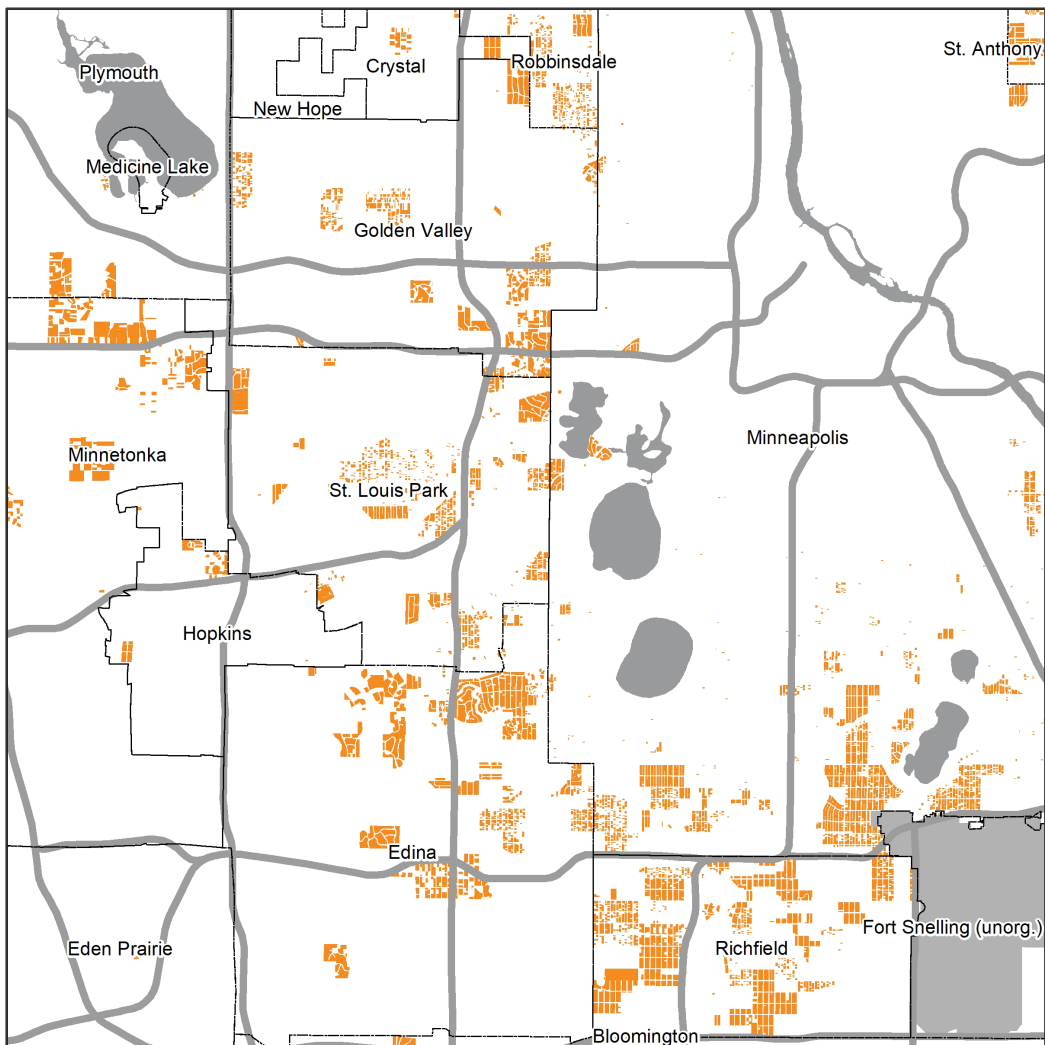 St. Anthony
Robbinsdale
Crystal
Plymouth
New Hope
Medicine Lake
Golden Valley
Minneapolis
Minnetonka
St. Louis Park
Hopkins
Edina
Fort Snelling (unorg.)
Eden Prairie
Richfield
Bloomington